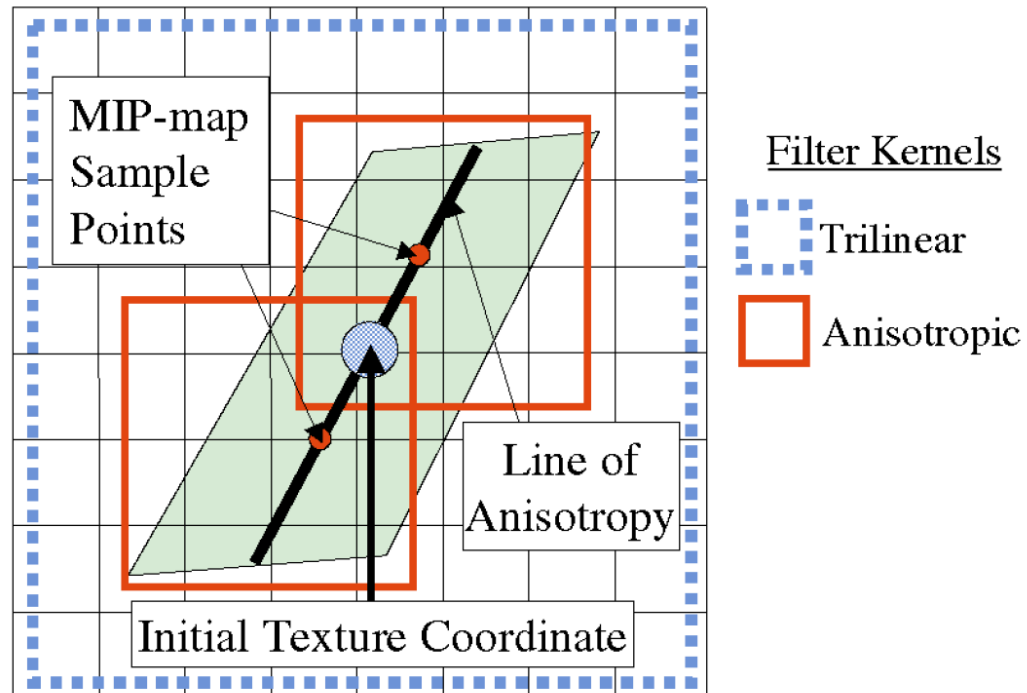 MIP-map
Sample
Points
Filter Kernels
Trilinear
Anisotropic
Line of
Anisotropy
Initial Texture Coordinate